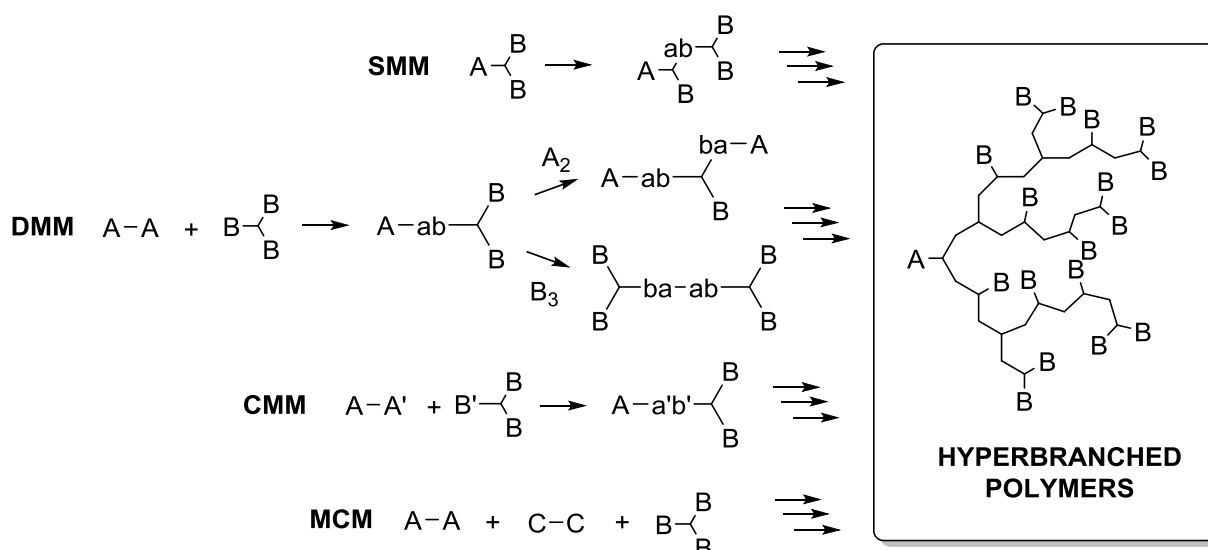 SMM A B B A ab B B B
DMM A-A + B B B A-ab B B A2 A-ab ba-A B
B3 B B ba-ab B B
CMM A-A' + B' B B A-a'b' B B
MCM A-A + C-C + B B B
B B B B B B B B B B B A B B B B B B B B B
HYPERBRANCHED
POLYMERS